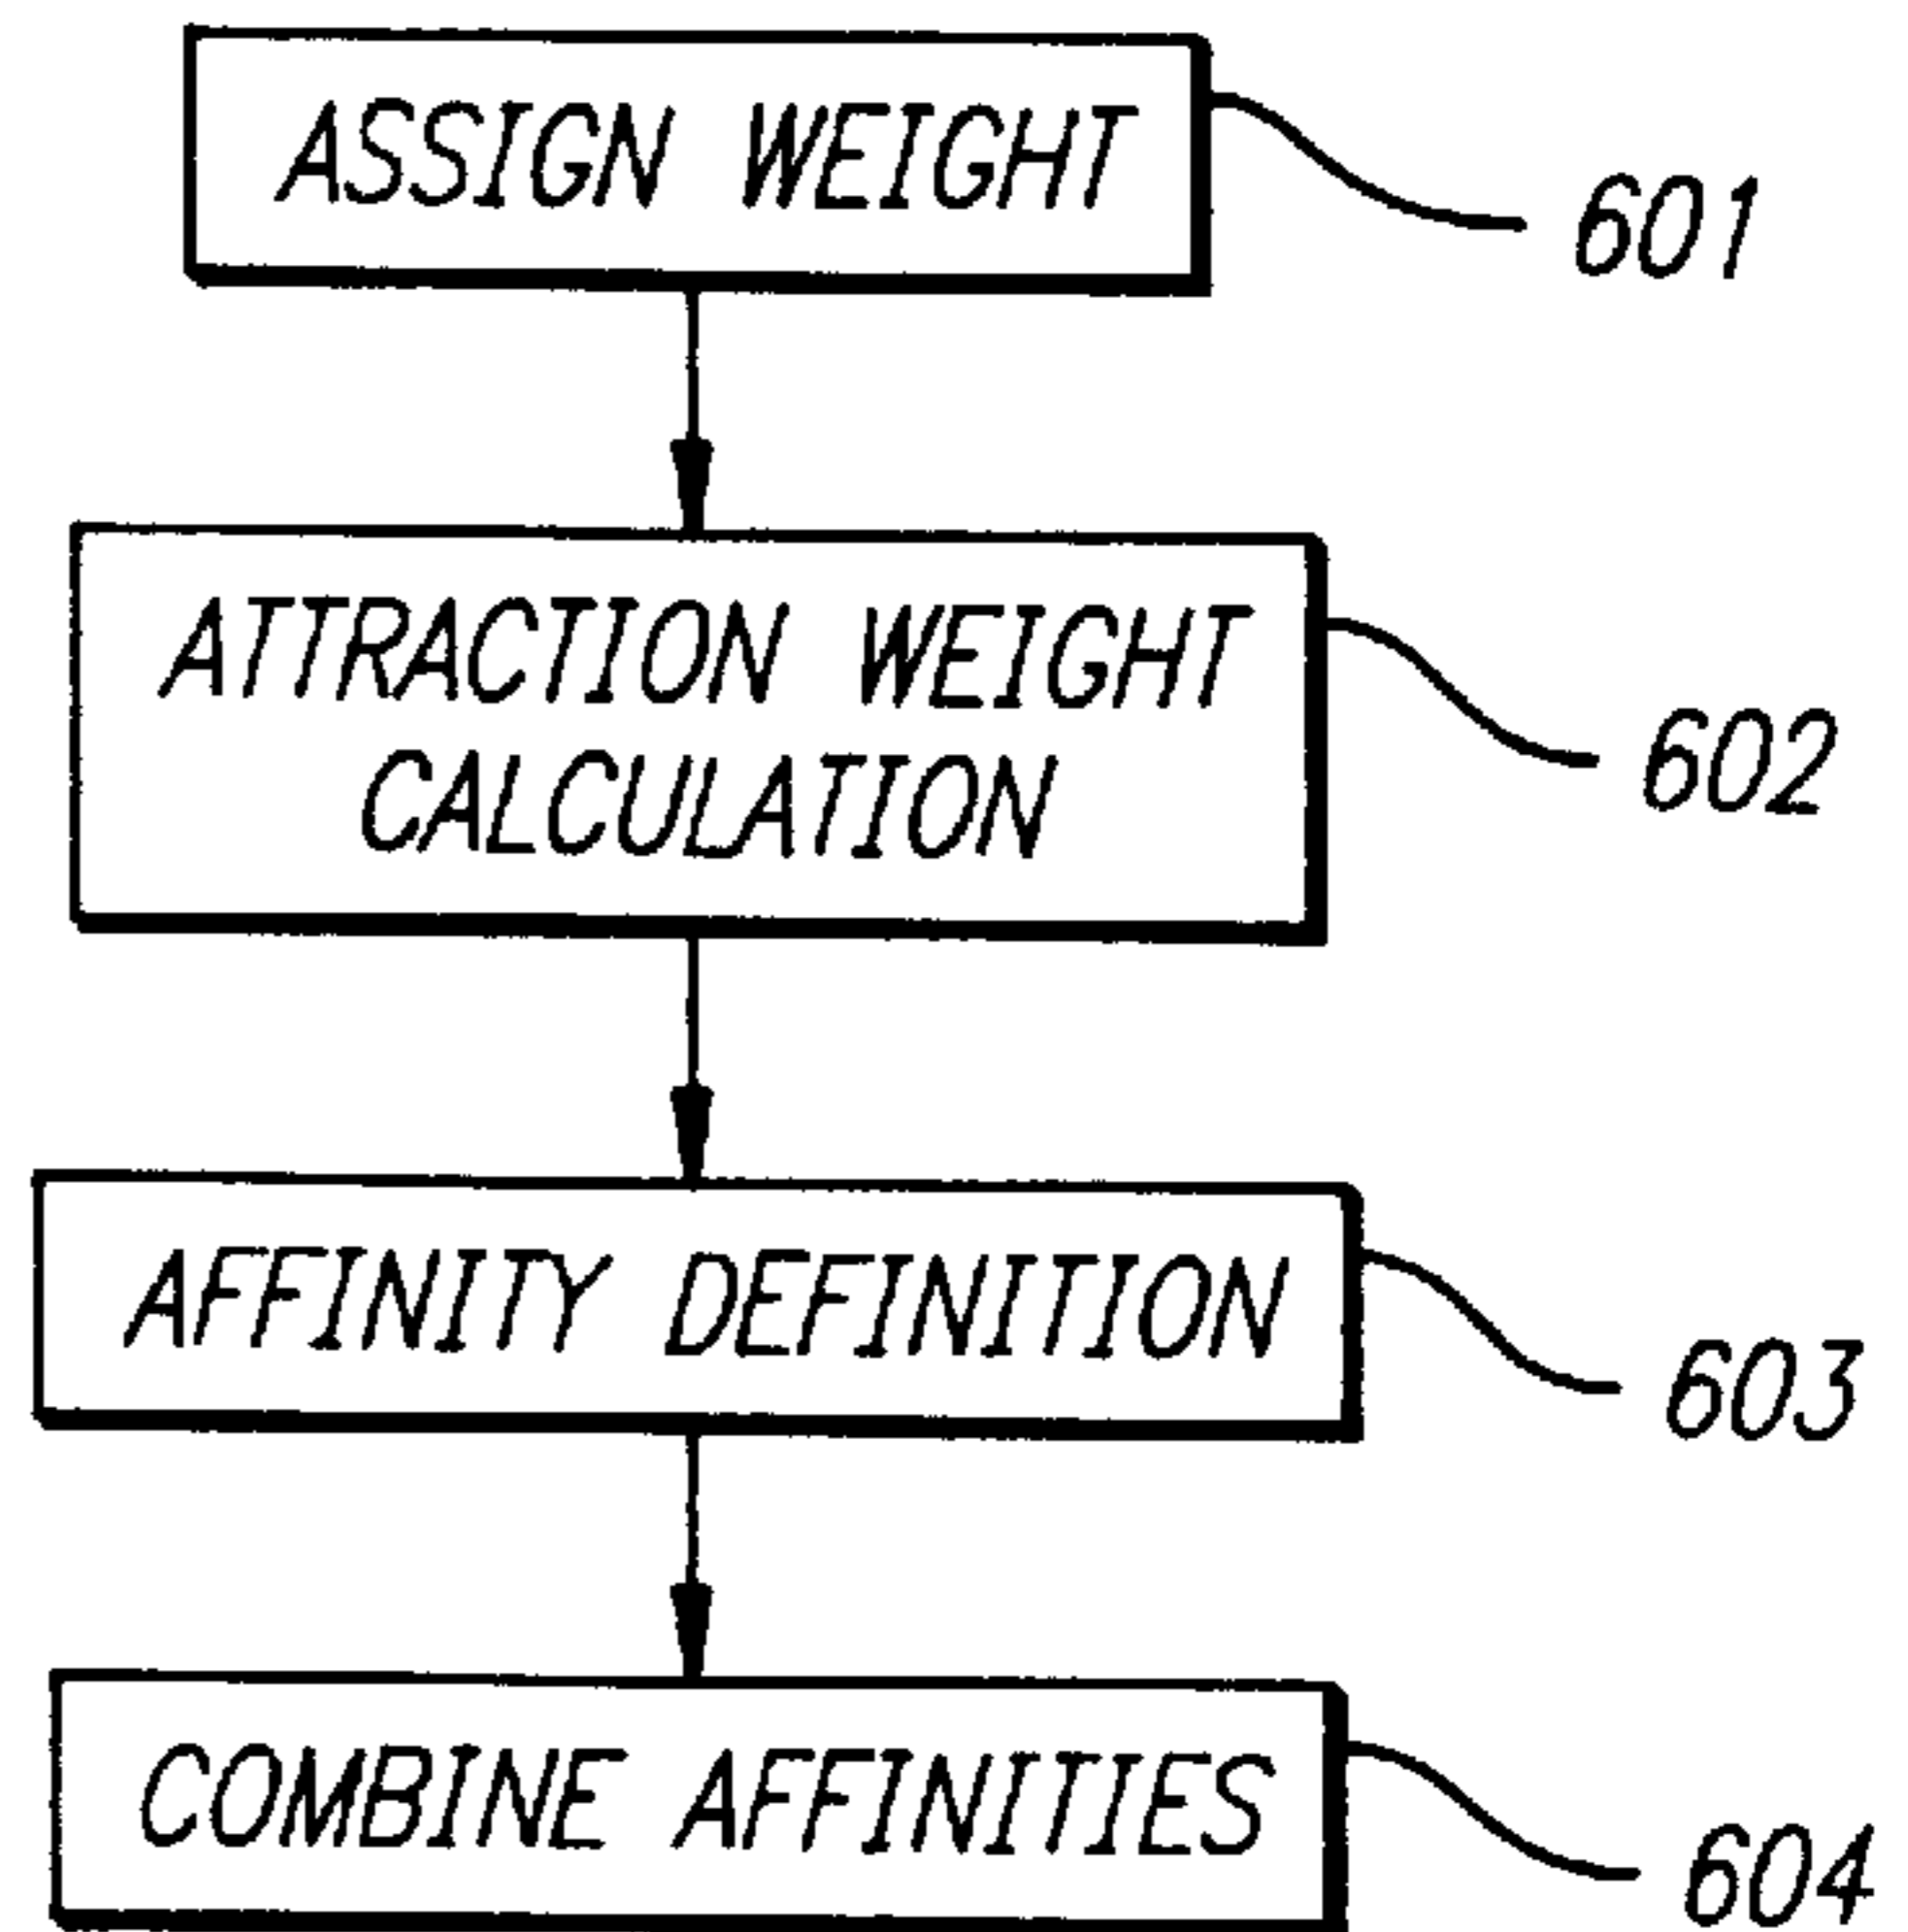 ASSIGN WEIGHT
601
ATTRACTION WEIGHT
CALCULATION
602
AFFINITY DEFINITION
603
COMBINE AFFINITIES
604